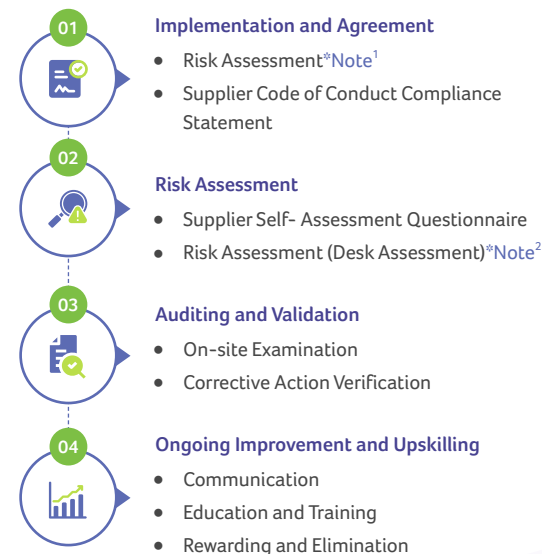 01
Implementation and Agreement
• Risk Assessment*Note¹
• Supplier Code of Conduct Compliance
Statement
02
Risk Assessment
• Supplier Self- Assessment Questionnaire
• Risk Assessment (Desk Assessment)*Note²
03
Auditing and Validation
• On-site Examination
• Corrective Action Verification
04
Ongoing Improvement and Upskilling
• Communication
• Education and Training
• Rewarding and Elimination